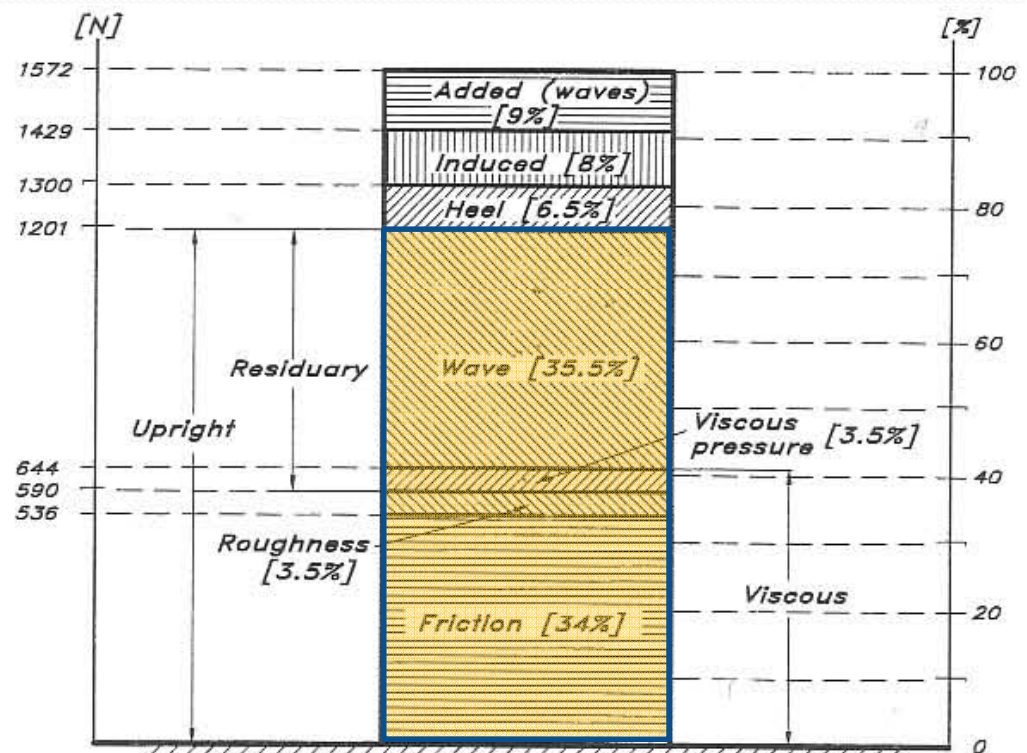 [N]
[%]
1572
100
Added (waves)
[9%]
1429
Induced [8%]
1300
Heel [6.5%]
80
1201
Residuary
Wave [35.5%]
60
Upright
Viscous
pressure [3.5%]
644
40
590
536
Roughness
[3.5%]
Viscous
Friction [34%]
20
0